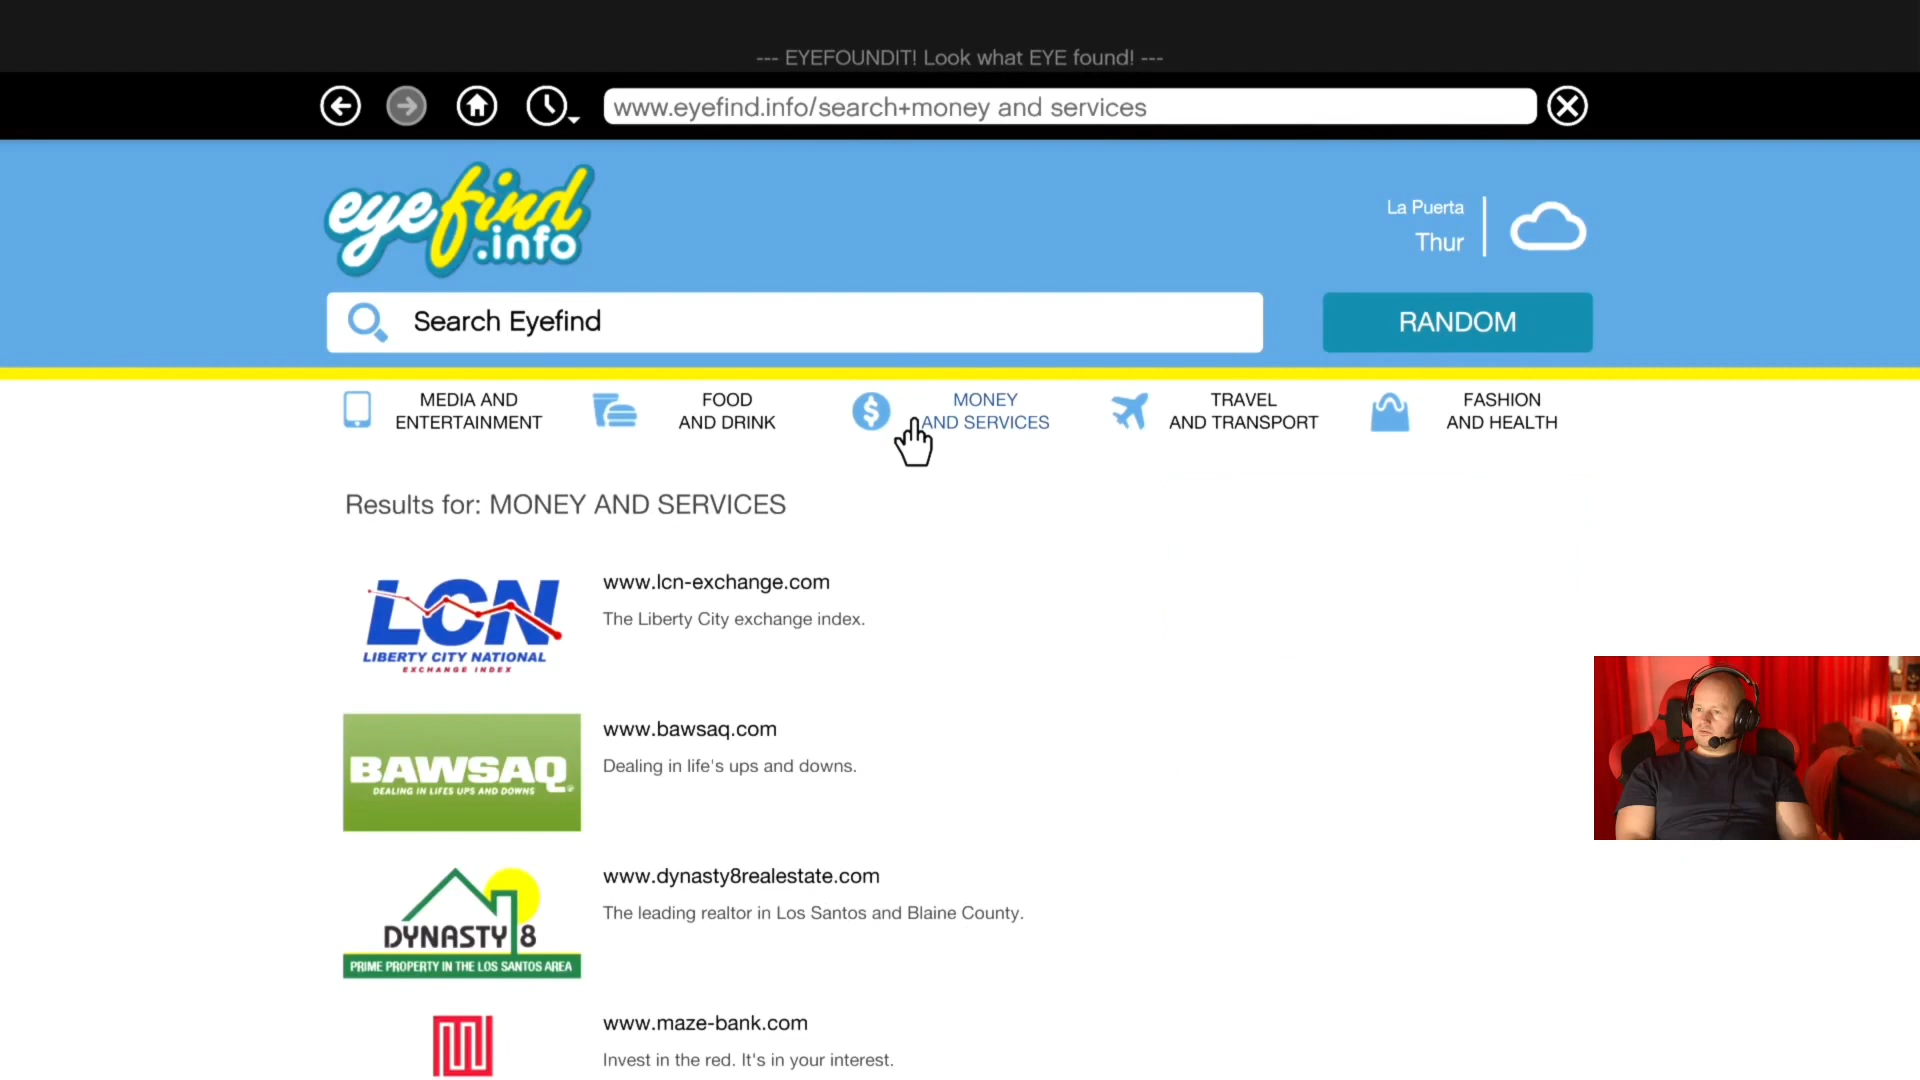 --- EYEFOUNDIT! Look what EYE found! ---
www.eyefind.info/search+money and services
eyefind
.info
La Puerta
Thur
Search Eyefind
RANDOM
MEDIA AND
ENTERTAINMENT
FOOD
AND DRINK
MONEY
AND SERVICES
TRAVEL
AND TRANSPORT
FASHION
AND HEALTH
Results for: MONEY AND SERVICES
LCN
LIBERTY CITY NATIONAL
EXCHANGE INDEX
www.lcn-exchange.com
The Liberty City exchange index.
BAWSAQ
DEALING IN LIFES UPS AND DOWNS
www.bawsaq.com
Dealing in life's ups and downs.
DYNASTY 8
PRIME PROPERTY IN THE LOS SANTOS AREA
www.dynasty8realestate.com
The leading realtor in Los Santos and Blaine County.
www.maze-bank.com
Invest in the red. It's in your interest.